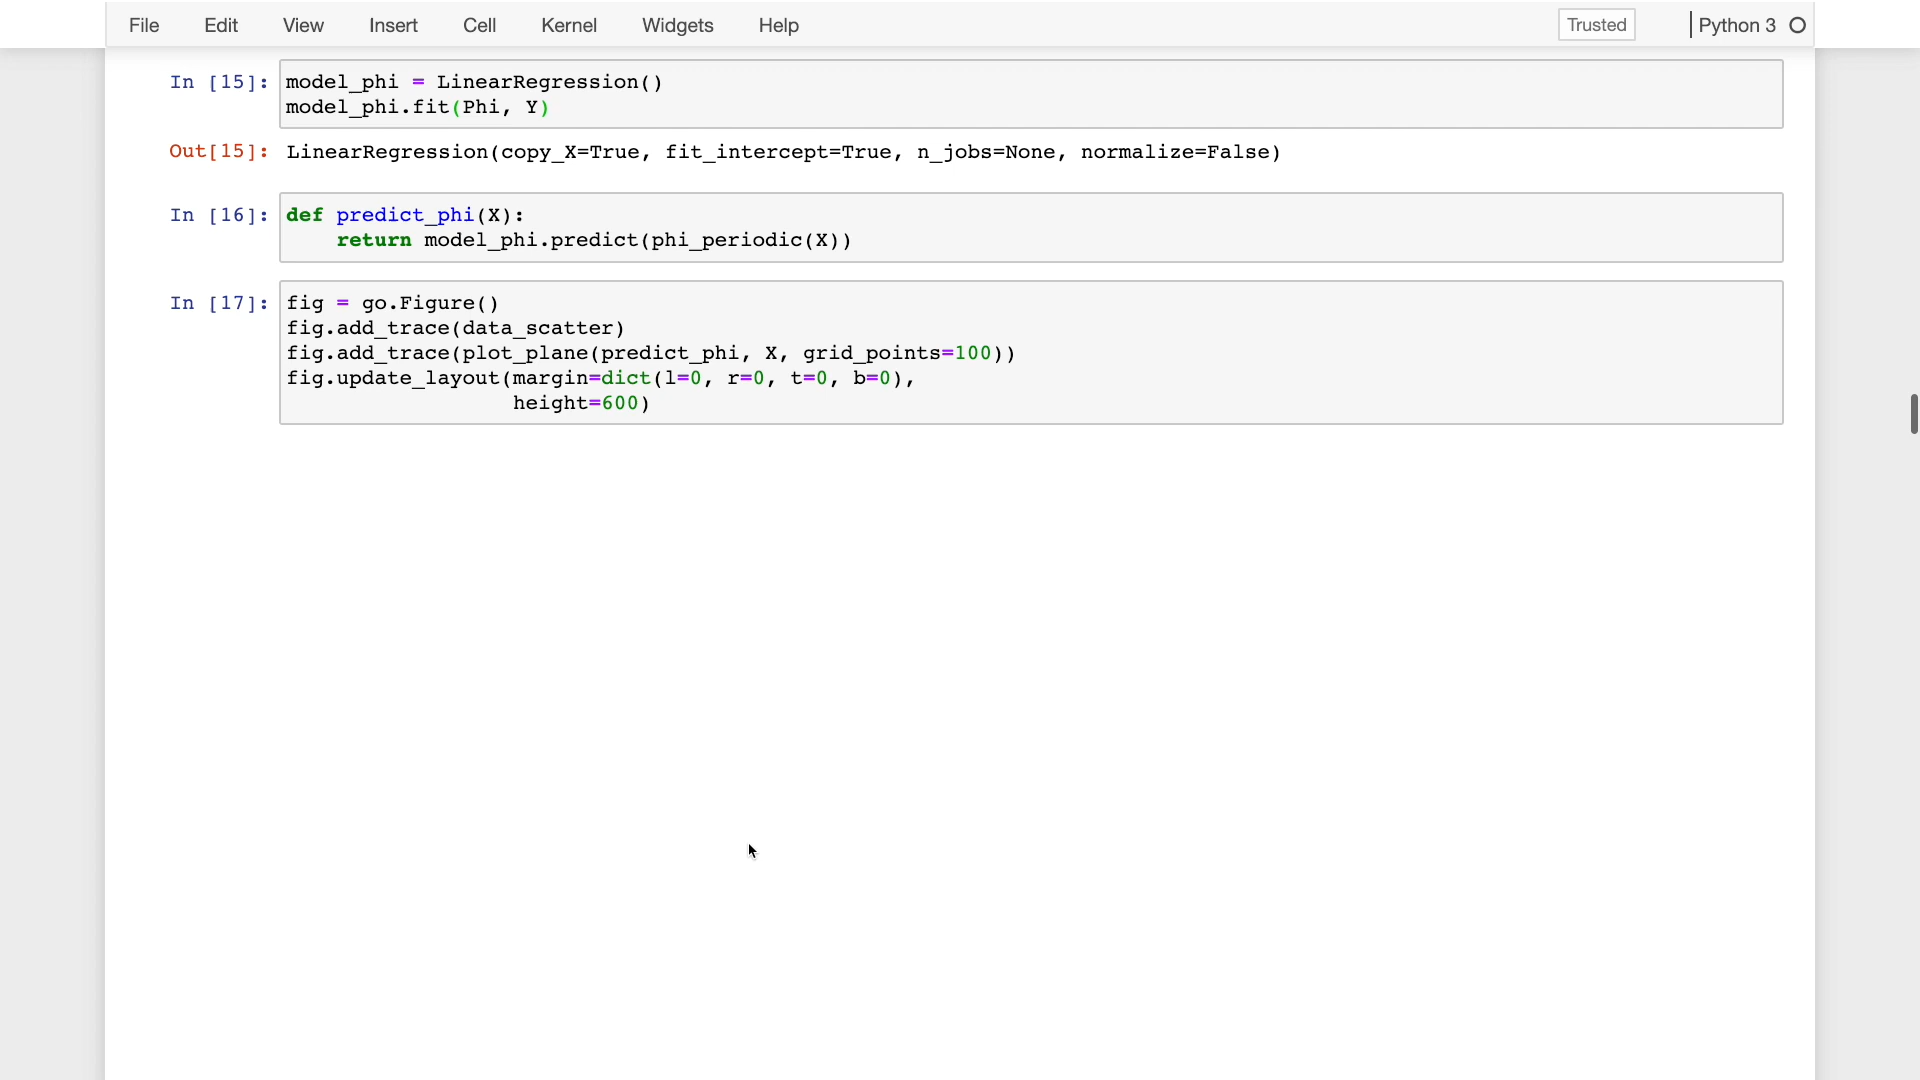 File Edit View Insert Cell Kernel Widgets Help Trusted Python 3
In [15]: model_phi = LinearRegression()
model_phi.fit(Phi, Y)
Out[15]: LinearRegression(copy_X=True, fit_intercept=True, n_jobs=None, normalize=False)
In [16]: def predict_phi(X):
    return model_phi.predict(phi_periodic(X))
In [17]: fig = go.Figure()
fig.add_trace(data_scatter)
fig.add_trace(plot_plane(predict_phi, X, grid_points=100))
fig.update_layout(margin=dict(l=0, r=0, t=0, b=0),
                  height=600)